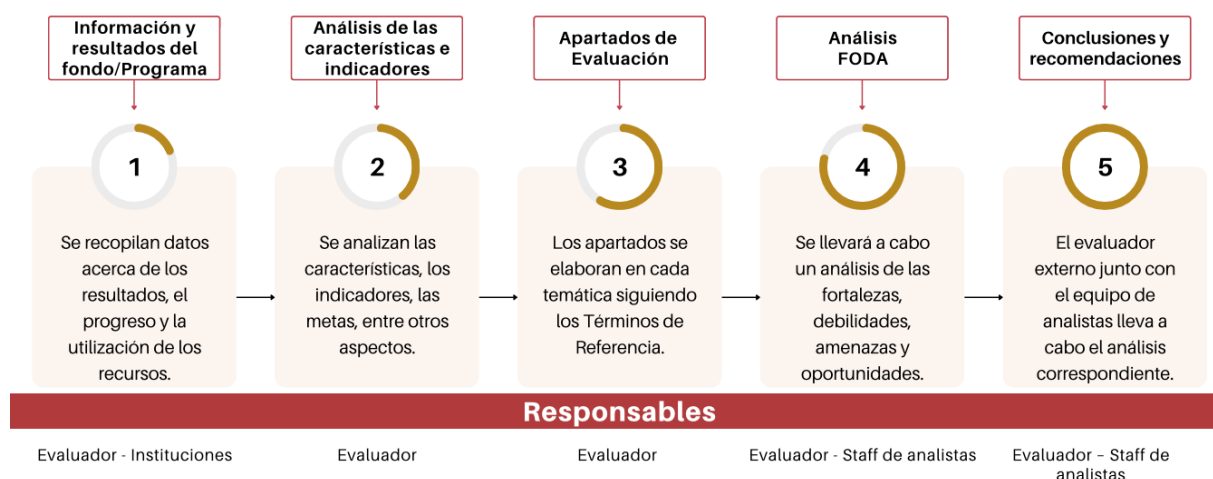 Información y
resultados del
fondo/Programa
Análisis de las
características e
indicadores
Apartados de
Evaluación
Análisis
FODA
Conclusiones y
recomendaciones
1
2
3
4
5
Se recopilan datos
acerca de los
resultados, el
progreso y la
utilización de los
recursos.
Se analizan las
características, los
indicadores, las
metas, entre otros
aspectos.
Los apartados se
elaboran en cada
temática siguiendo
los Términos de
Referencia.
Se llevará a cabo
un análisis de las
fortalezas,
debilidades,
amenazas y
oportunidades.
El evaluador
externo junto con
el equipo de
analistas lleva a
cabo el análisis
correspondiente.
Responsables
Evaluador - Instituciones
Evaluador
Evaluador
Evaluador - Staff de analistas
Evaluador – Staff de
analistas